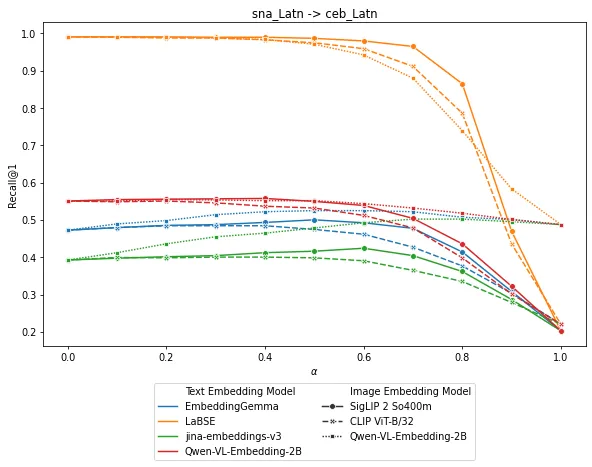 sna_Latn -> ceb_Latn
Recall@1
1.0
0.9
0.8
0.7
0.6
0.5
0.4
0.3
0.2
0.0 0.2 0.4 0.6 0.8 1.0
α
Text Embedding Model Image Embedding Model
EmbeddingGemma SigLIP 2 So400m
LaBSE CLIP ViT-B/32
jina-embeddings-v3 Qwen-VL-Embedding-2B
Qwen-VL-Embedding-2B